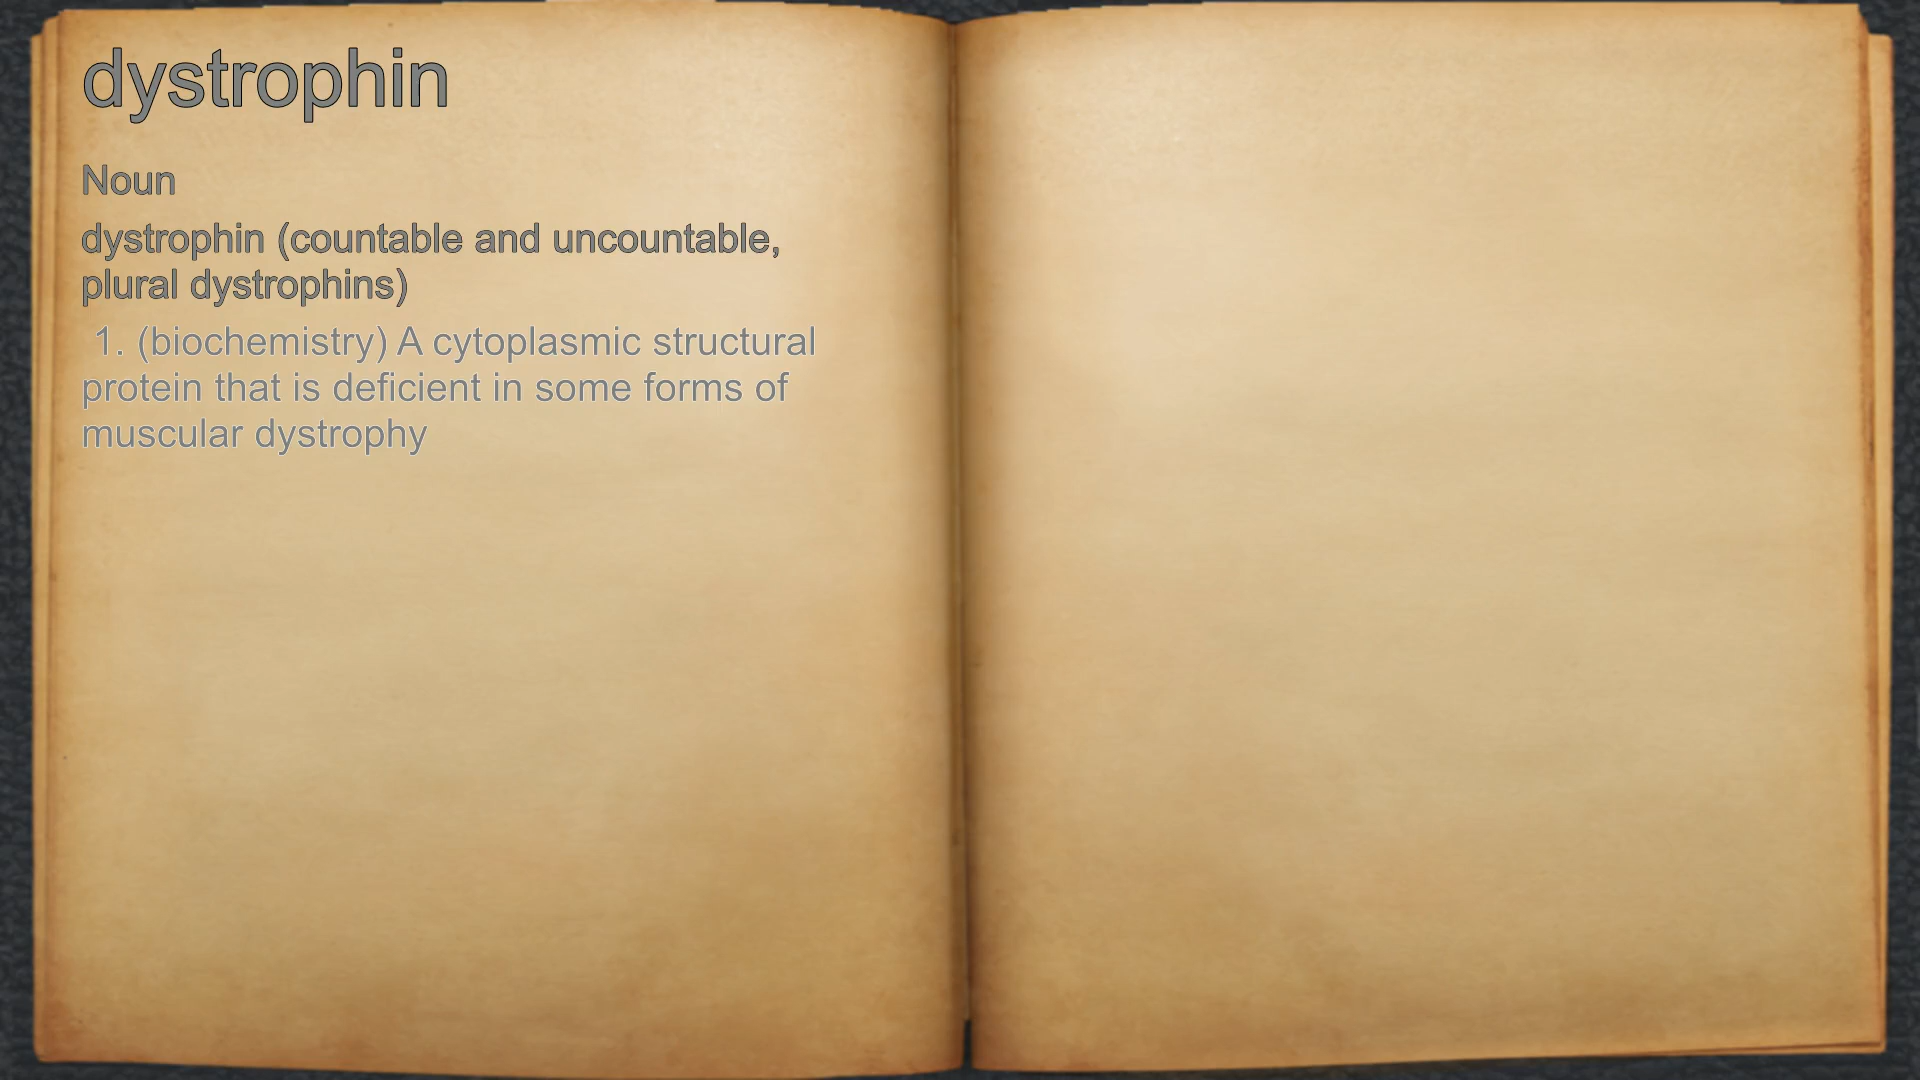 dystrophin
Noun
dystrophin (countable and uncountable,
plural dystrophins)
1. (biochemistry) A cytoplasmic structural
protein that is deficient in some forms of
muscular dystrophy